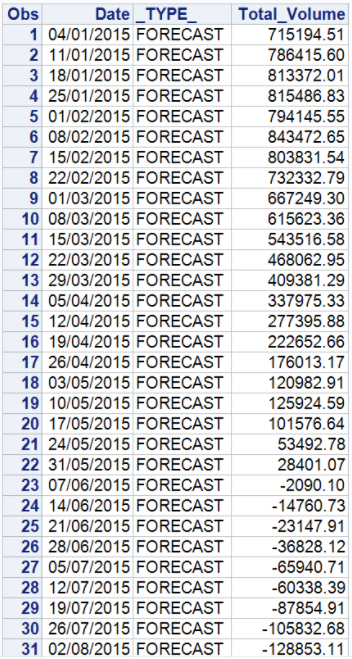 Obs Date _TYPE_ Total_Volume
1 04/01/2015 FORECAST 715194.51
2 11/01/2015 FORECAST 786415.60
3 18/01/2015 FORECAST 813372.01
4 25/01/2015 FORECAST 815486.83
5 01/02/2015 FORECAST 794145.55
6 08/02/2015 FORECAST 843472.65
7 15/02/2015 FORECAST 803831.54
8 22/02/2015 FORECAST 732332.79
9 01/03/2015 FORECAST 667249.30
10 08/03/2015 FORECAST 615623.36
11 15/03/2015 FORECAST 543516.58
12 22/03/2015 FORECAST 468062.95
13 29/03/2015 FORECAST 409381.29
14 05/04/2015 FORECAST 337975.33
15 12/04/2015 FORECAST 277395.88
16 19/04/2015 FORECAST 222652.66
17 26/04/2015 FORECAST 176013.17
18 03/05/2015 FORECAST 120982.91
19 10/05/2015 FORECAST 125924.59
20 17/05/2015 FORECAST 101576.64
21 24/05/2015 FORECAST 53492.78
22 31/05/2015 FORECAST 28401.07
23 07/06/2015 FORECAST -2090.10
24 14/06/2015 FORECAST -14760.73
25 21/06/2015 FORECAST -23147.91
26 28/06/2015 FORECAST -36828.12
27 05/07/2015 FORECAST -65940.71
28 12/07/2015 FORECAST -60338.39
29 19/07/2015 FORECAST -87854.91
30 26/07/2015 FORECAST -105832.68
31 02/08/2015 FORECAST -128853.11